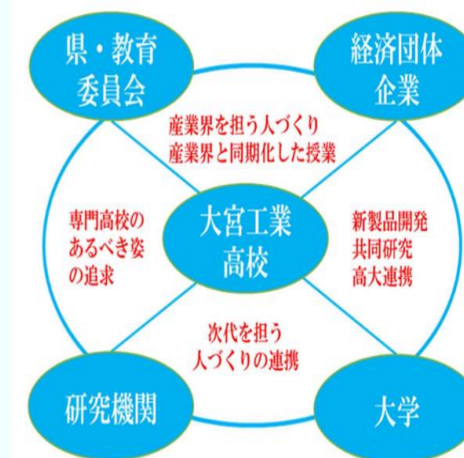 県・教育
委員会
経済団体
企業
産業界を担う人づくり
産業界と同期化した授業
専門高校の
あるべき姿
の追求
大宮工業
高校
新製品開発
共同研究
高大連携
次代を担う
人づくりの連携
研究機関
大学